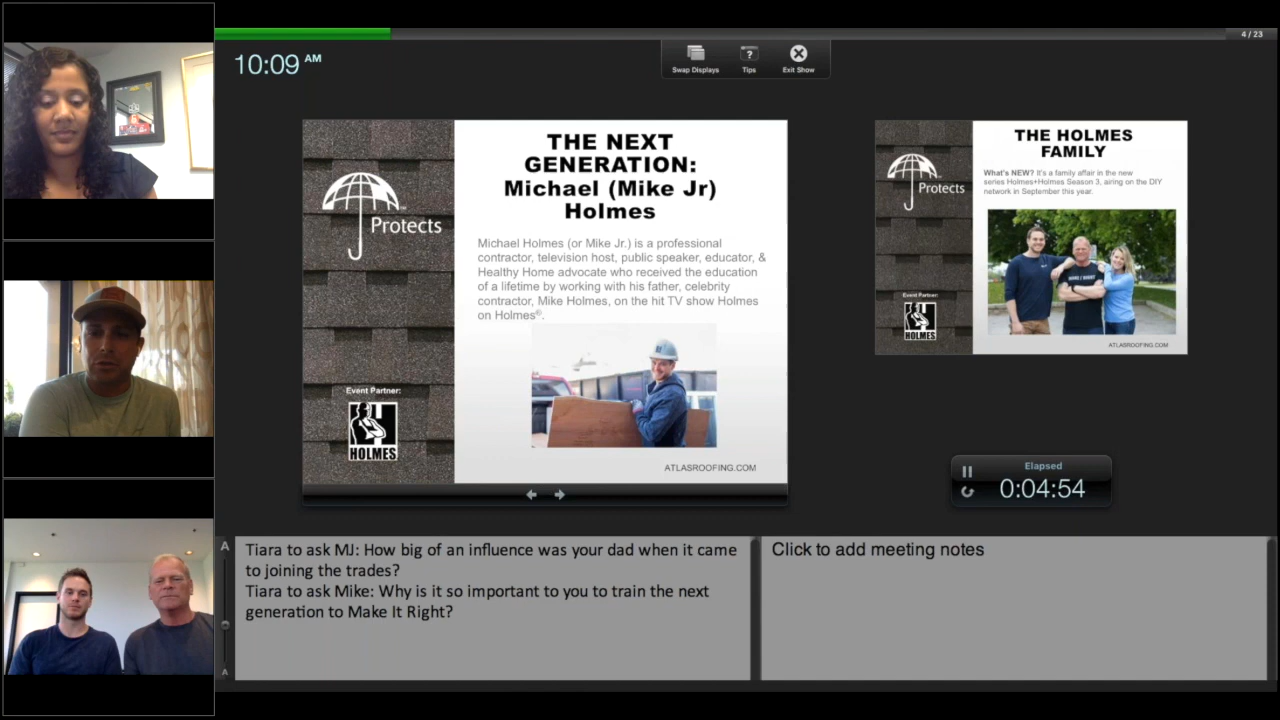 4 / 23
10:09 AM
Swap Displays
Tips
Exit Show
THE NEXT
GENERATION:
Michael (Mike Jr)
Holmes
Protects
Michael Holmes (or Mike Jr.) is a professional
contractor, television host, public speaker, educator, &
Healthy Home advocate who received the education
of a lifetime by working with his father, celebrity
contractor, Mike Holmes, on the hit TV show Holmes
on Holmes®.
Event Partner:
HOLMES
ATLASROOFING.COM
THE HOLMES
FAMILY
Protects
What's NEW? It's a family affair in the new
series Holmes+Holmes Season 3, airing on the DIY
network in September this year.
Event Partner:
HOLMES
ATLASROOFING.COM
Elapsed
0:04:54
A
Tiara to ask MJ: How big of an influence was your dad when it came
to joining the trades?
Tiara to ask Mike: Why is it so important to you to train the next
generation to Make It Right?
A
Click to add meeting notes